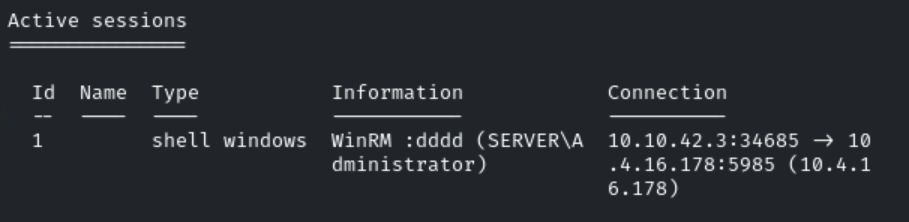 Active sessions
===============
Id  Name  Type           Information                Connection
--  ----  ----           -----------                ----------
1         shell windows  WinRM :dddd (SERVER\A      10.10.42.3:34685 -> 10
                         dministrator)              .4.16.178:5985 (10.4.1
                                                    6.178)